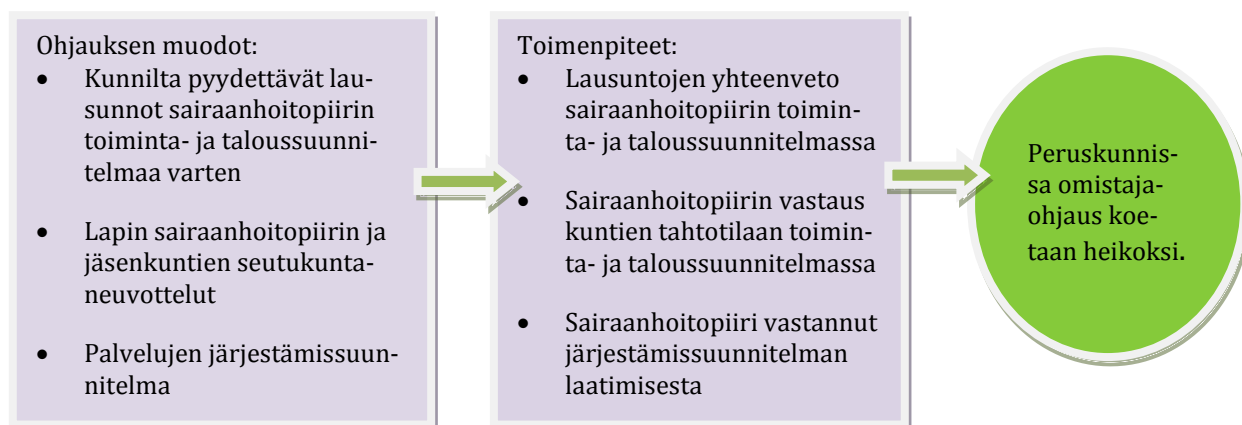 Ohjauksen muodot:
• Kunnilta pyydettävät lau-
sunnot sairaanhoitopiirin
toiminta- ja taloussuunni-
telmaa varten
• Lapin sairaanhoitopiirin ja
jäsenkuntien seutukunta-
neuvottelut
• Palvelujen järjestämissuun-
nitelma
Toimenpiteet:
• Lausuntojen yhteenveto
sairaanhoitopiirin toimin-
ta- ja taloussuunnitelmassa
• Sairaanhoitopiirin vastaus
kuntien tahtotilaan toimin-
ta- ja taloussuunnitelmassa
• Sairaanhoitopiiri vastannut
järjestämissuunnitelman
laatimisesta
Peruskunnis-
sa omistaja-
ohjaus koe-
taan heikoksi.